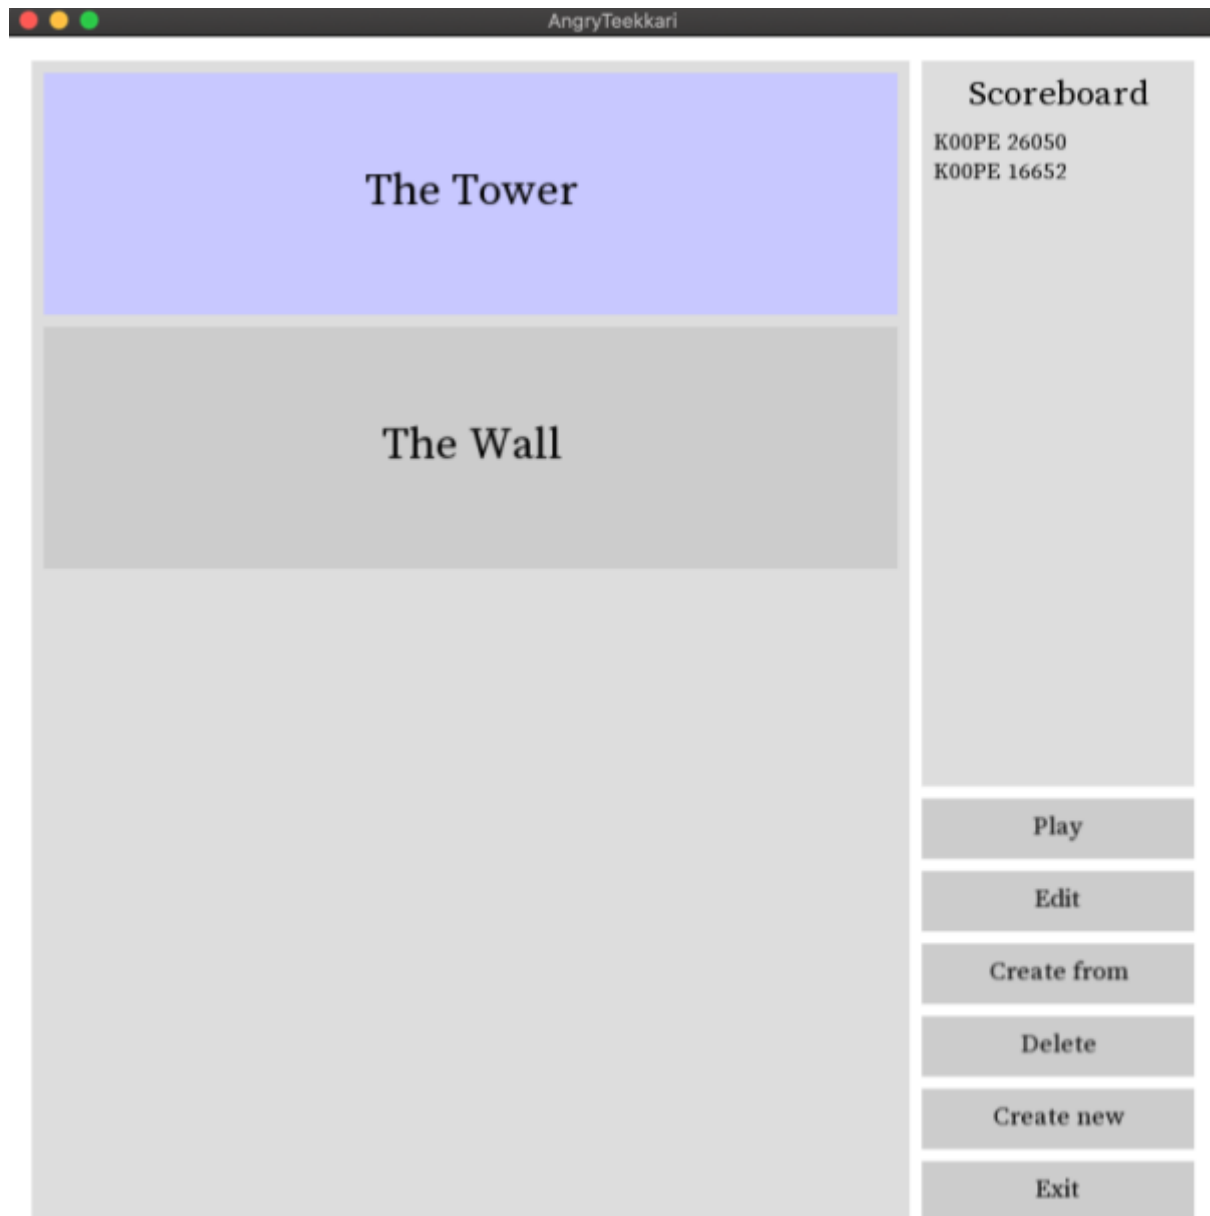 AngryTeekkari
The Tower
The Wall
Scoreboard
K00PE 26050
K00PE 16652
Play
Edit
Create from
Delete
Create new
Exit